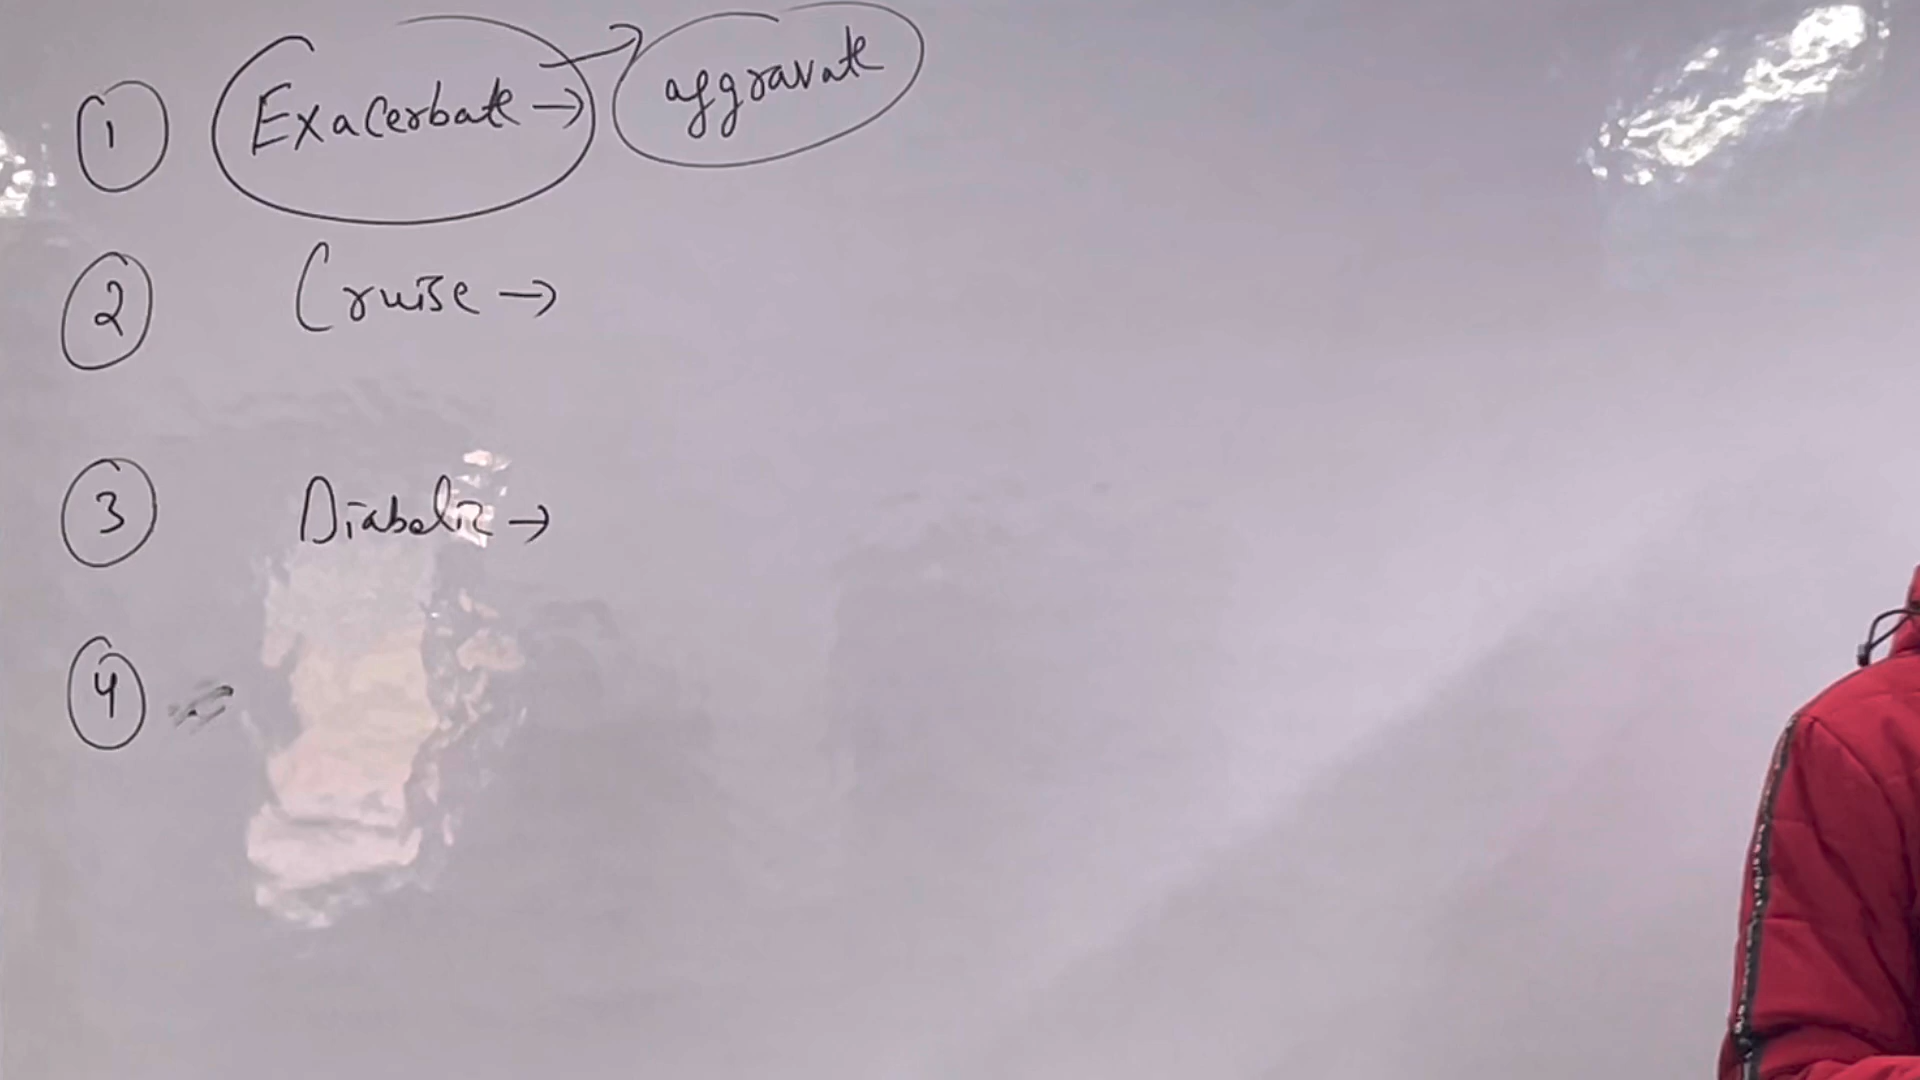 1 Exacerbate → aggravate
2 Cruise →
3 Diabolic →
4